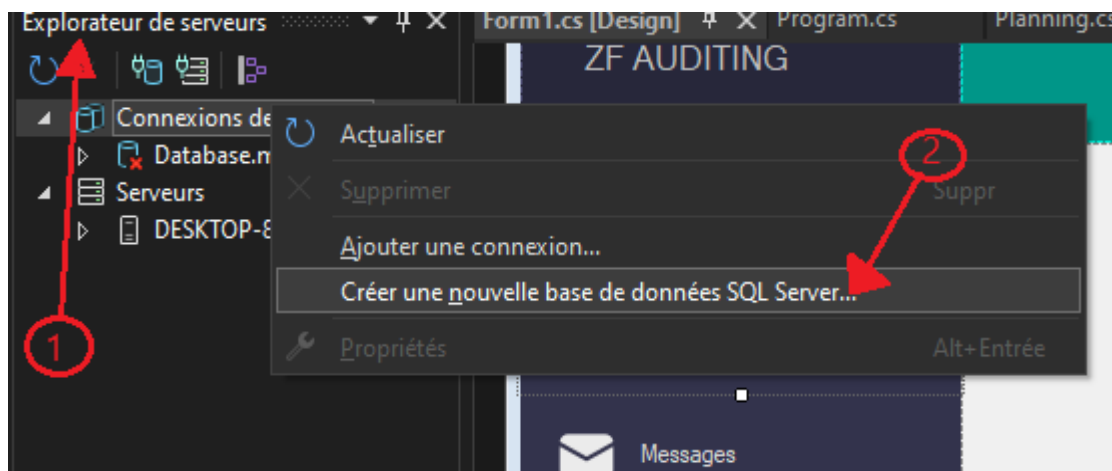 Explorateur de serveurs
Form1.cs [Design]
Program.cs
Planning.cs
ZF AUDITING
Connexions de
Database.m
Serveurs
DESKTOP-8
Actualiser
Supprimer Suppr
Ajouter une connexion...
Créer une nouvelle base de données SQL Server...
Propriétés Alt+Entrée
1
2
Messages